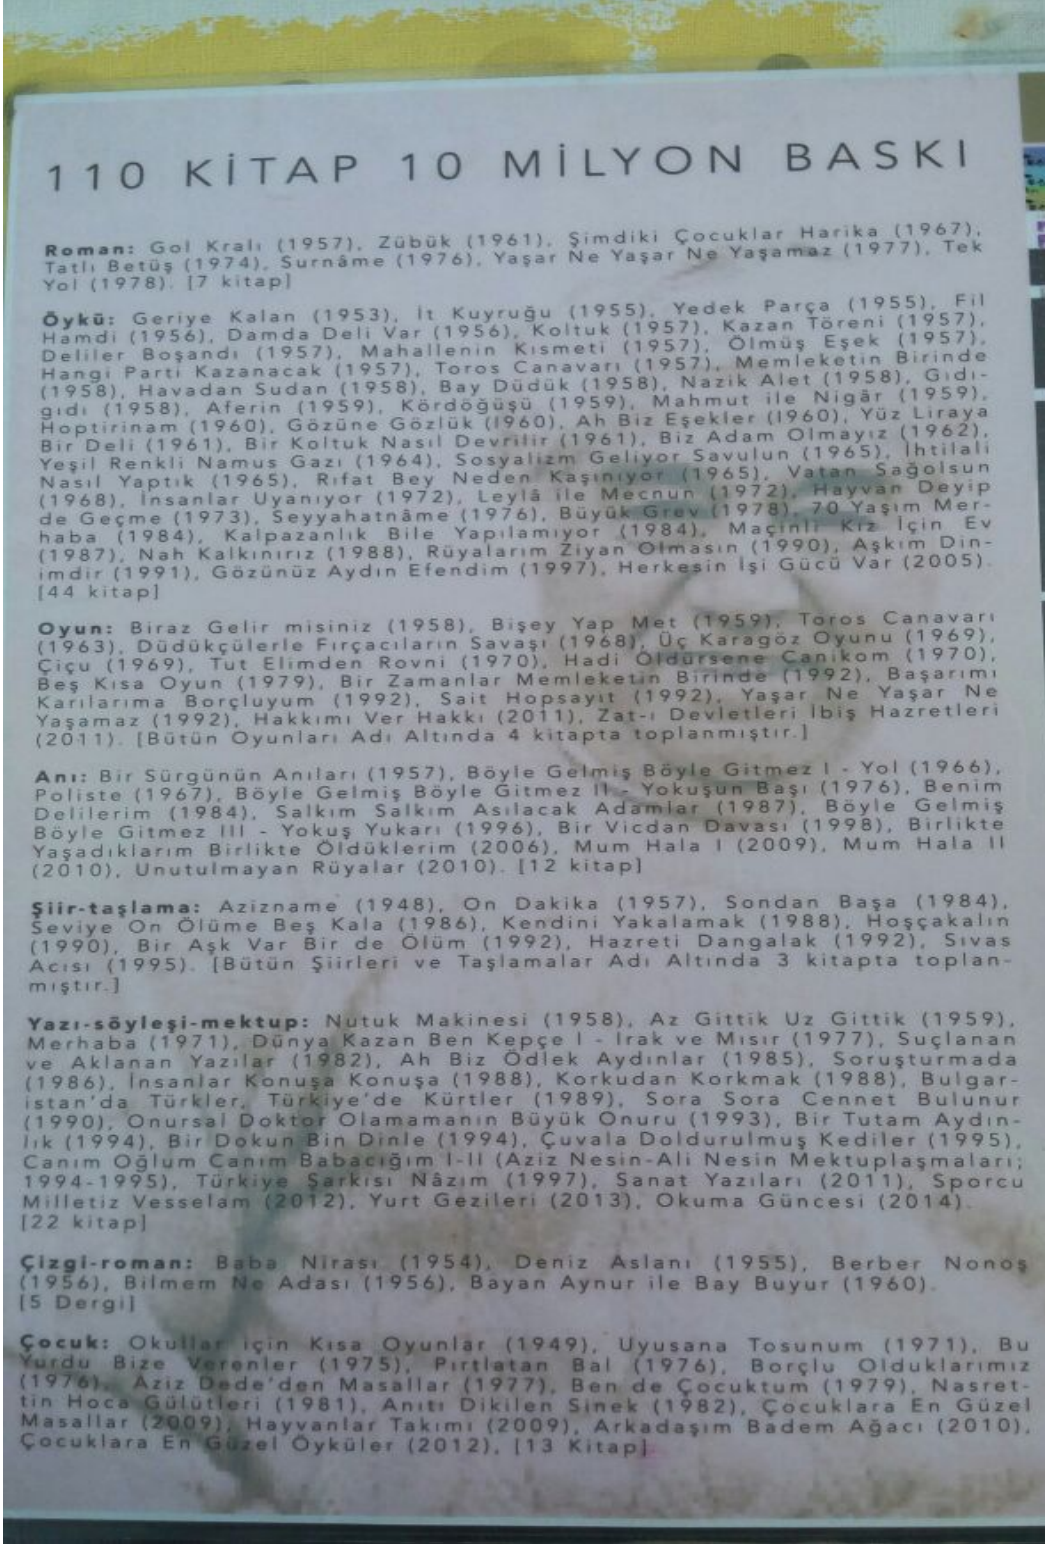 110 KİTAP 10 MİLYON BASKI
Roman: Gol Kralı (1957), Zübük (1961), Şimdiki Çocuklar Harika (1967),
Tatlı Betüş (1974), Surnâme (1976), Yaşar Ne Yaşar Ne Yaşamaz (1977), Tek
Yol (1978). [7 kitap]
Öykü: Geriye Kalan (1953), İt Kuyruğu (1955), Yedek Parça (1955), Fil
Hamdi (1956), Damda Deli Var (1956), Koltuk (1957), Kazan Töreni (1957),
Deliler Boşandı (1957), Mahallenin Kısmeti (1957), Ölmüş Eşek (1957),
Hangi Parti Kazanacak (1957), Toros Canavarı (1957), Memleketin Birinde
(1958), Havadan Sudan (1958), Bay Düdük (1958), Nazik Alet (1958), Gıdı-
gıdı (1958), Aferin (1959), Kördöğüşü (1959), Mahmut ile Nigâr (1959),
Hoptirinam (1960), Gözüne Gözlük (1960), Ah Biz Eşekler (1960), Yüz Liraya
Bir Deli (1961), Bir Koltuk Nasıl Devrilir (1961), Biz Adam Olmayız (1962),
Yeşil Renkli Namus Gazı (1964), Sosyalizm Geliyor Savulun (1965), İhtilali
Nasıl Yaptık (1965), Rıfat Bey Neden Kaşınıyor (1965), Vatan Sağolsun
(1968), İnsanlar Uyanıyor (1972), Leylâ ile Mecnun (1972), Hayvan Deyip
de Geçme (1973), Seyyahatnâme (1976), Büyük Grev (1978), 70 Yaşım Mer-
haba (1984), Kalpazanlık Bile Yapılamıyor (1984), Maçinli Kız İçin Ev
(1987), Nah Kalkınırız (1988), Rüyalarım Ziyan Olmasın (1990), Aşkım Din-
imdir (1991), Gözünüz Aydın Efendim (1997), Herkesin İşi Gücü Var (2005).
[44 kitap]
Oyun: Biraz Gelir misiniz (1958), Bişey Yap Met (1959), Toros Canavarı
(1963), Düdükçülerle Fırçacıların Savaşı (1968), Üç Karagöz Oyunu (1969),
Çiçu (1969), Tut Elimden Rovni (1970), Hadi Öldürsene Canikom (1970),
Beş Kısa Oyun (1979), Bir Zamanlar Memleketin Birinde (1992), Başarımı
Karılarıma Borçluyum (1992), Sait Hopsayıt (1992), Yaşar Ne Yaşar Ne
Yaşamaz (1992), Hakkımı Ver Hakkı (2011), Zat-ı Devletleri İbiş Hazretleri
(2011). [Bütün Oyunları Adı Altında 4 kitapta toplanmıştır.]
Anı: Bir Sürgünün Anıları (1957), Böyle Gelmiş Böyle Gitmez I - Yol (1966),
Poliste (1967), Böyle Gelmiş Böyle Gitmez II - Yokuşun Başı (1976), Benim
Delilerim (1984), Salkım Salkım Asılacak Adamlar (1987), Böyle Gelmiş
Böyle Gitmez III - Yokuş Yukarı (1996), Bir Vicdan Davası (1998), Birlikte
Yaşadıklarım Birlikte Öldüklerim (2006), Mum Hala I (2009), Mum Hala II
(2010), Unutulmayan Rüyalar (2010). [12 kitap]
Şiir-taşlama: Azizname (1948), On Dakika (1957), Sondan Başa (1984),
Seviye On Ölüme Beş Kala (1986), Kendini Yakalamak (1988), Hoşçakalın
(1990), Bir Aşk Var Bir de Ölüm (1992), Hazreti Dangalak (1992), Sıvas
Acısı (1995). [Bütün Şiirleri ve Taşlamalar Adı Altında 3 kitapta toplan-
mıştır.]
Yazı-söyleşi-mektup: Nutuk Makinesi (1958), Az Gittik Uz Gittik (1959),
Merhaba (1971), Dünya Kazan Ben Kepçe I - Irak ve Mısır (1977), Suçlanan
ve Aklanan Yazılar (1982), Ah Biz Ödlek Aydınlar (1985), Soruşturmada
(1986), İnsanlar Konuşa Konuşa (1988), Korkudan Korkmak (1988), Bulgar-
istan'da Türkler, Türkiye'de Kürtler (1989), Sora Sora Cennet Bulunur
(1990), Onursal Doktor Olamamanın Büyük Onuru (1993), Bir Tutam Aydın-
lık (1994), Bir Dokun Bin Dinle (1994), Çuvala Doldurulmuş Kediler (1995),
Canım Oğlum Canım Babacığım I-II (Aziz Nesin-Ali Nesin Mektuplaşmaları;
1994-1995), Türkiye Şarkısı Nâzım (1997), Sanat Yazıları (2011), Sporcu
Milletiz Vesselam (2012), Yurt Gezileri (2013), Okuma Güncesi (2014).
[22 kitap]
Çizgi-roman: Baba Nirası (1954), Deniz Aslanı (1955), Berber Nonoş
(1956), Bilmem Ne Adası (1956), Bayan Aynur ile Bay Buyur (1960).
[5 Dergi]
Çocuk: Okullar için Kısa Oyunlar (1949), Uyusana Tosunum (1971), Bu
Yurdu Bize Verenler (1975), Pırtlatan Bal (1976), Borçlu Olduklarımız
(1976), Aziz Dede'den Masallar (1977), Ben de Çocuktum (1979), Nasret-
tin Hoca Gülütleri (1981), Anıtı Dikilen Sinek (1982), Çocuklara En Güzel
Masallar (2009), Hayvanlar Takımı (2009), Arkadaşım Badem Ağacı (2010),
Çocuklara En Güzel Öyküler (2012), [13 Kitap]